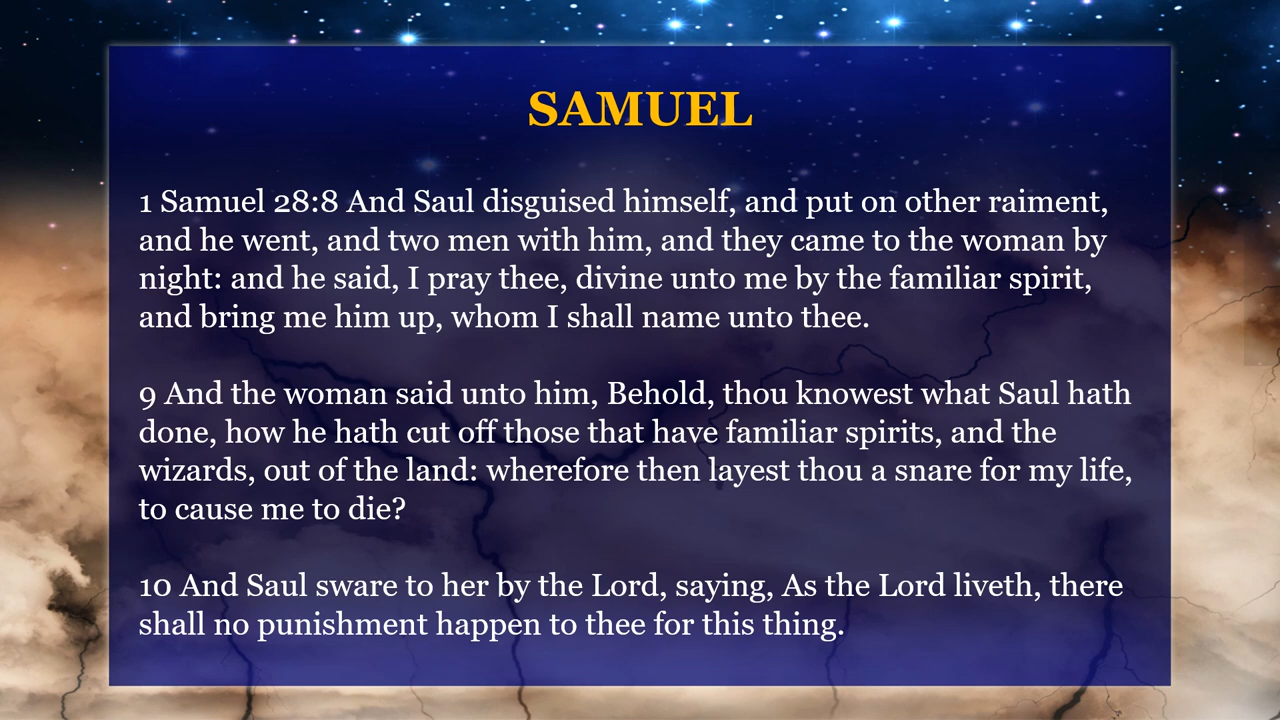 SAMUEL
1 Samuel 28:8 And Saul disguised himself, and put on other raiment,
and he went, and two men with him, and they came to the woman by
night: and he said, I pray thee, divine unto me by the familiar spirit,
and bring me him up, whom I shall name unto thee.
9 And the woman said unto him, Behold, thou knowest what Saul hath
done, how he hath cut off those that have familiar spirits, and the
wizards, out of the land: wherefore then layest thou a snare for my life,
to cause me to die?
10 And Saul sware to her by the Lord, saying, As the Lord liveth, there
shall no punishment happen to thee for this thing.